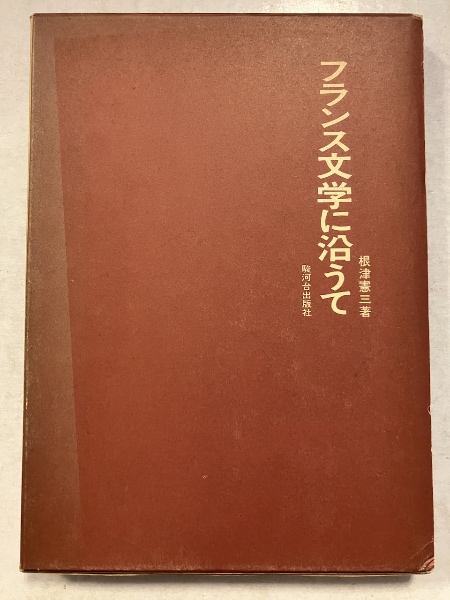 フランス文学に沿うて
根津憲三著
駿河台出版社